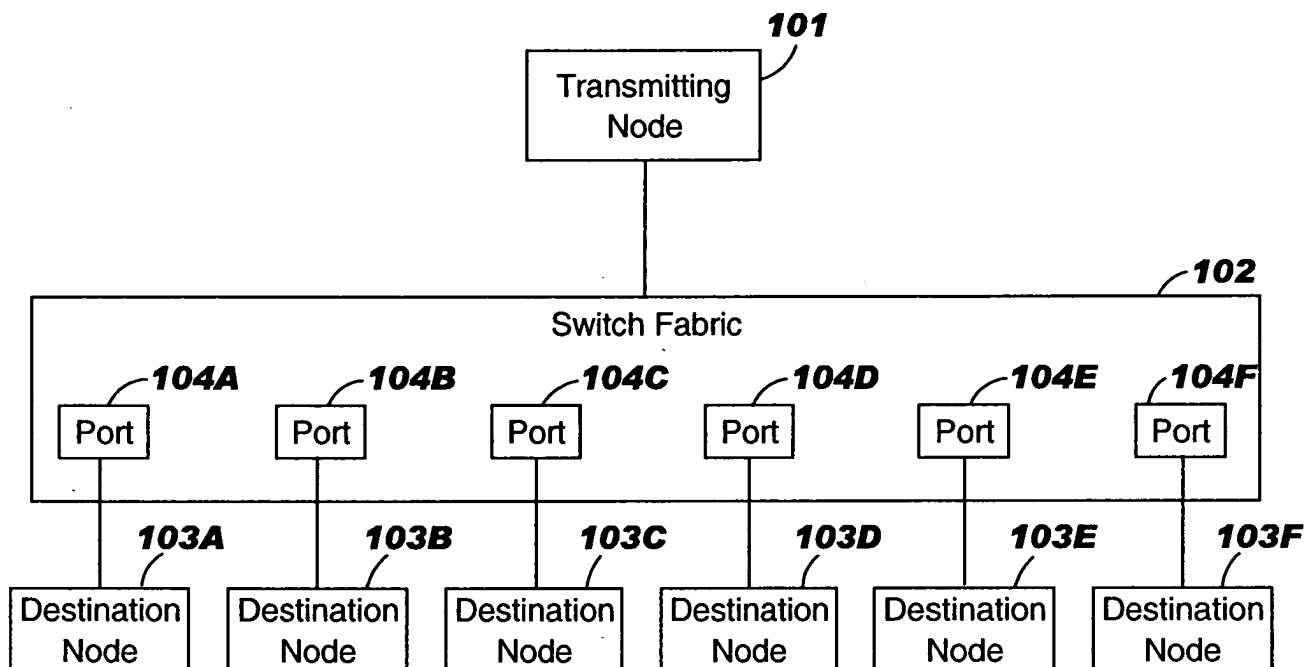 101
Transmitting
Node
102
Switch Fabric
104A 104B 104C 104D 104E 104F
Port Port Port Port Port Port
103A 103B 103C 103D 103E 103F
Destination Destination Destination Destination Destination Destination
Node Node Node Node Node Node